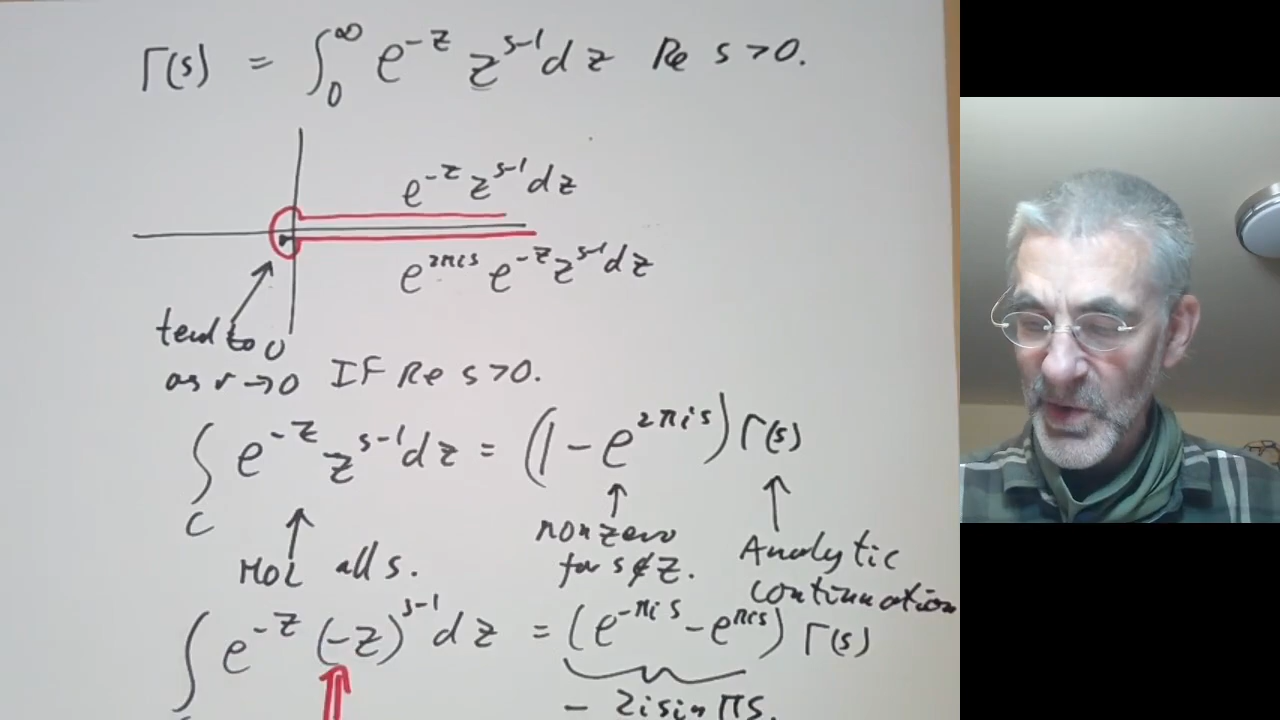 Γ(s) = ∫₀^∞ e^{-z} z^{s-1} dz Re s > 0.
e^{-z} z^{s-1} dz
e^{2πis} e^{-z} z^{s-1} dz
tend to 0
as r → 0 IF Re s > 0.
∫_C e^{-z} z^{s-1} dz = (1 - e^{2πis}) Γ(s)
↑ ↑ ↑
HOL all s. nonzero for s ∉ Z. Analytic continuation
∫ e^{-z} (-z)^{s-1} dz = (e^{-πis} - e^{πis}) Γ(s)
- 2i sin πs.